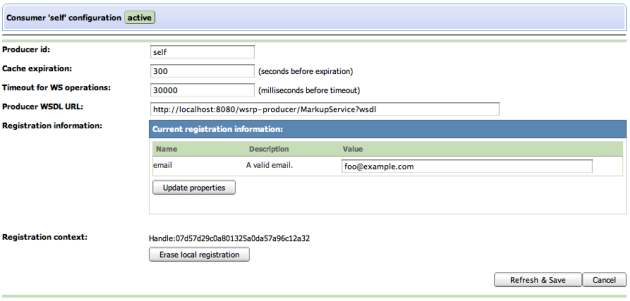 Consumer 'self' configuration active
Producer id: self
Cache expiration: 300 (seconds before expiration)
Timeout for WS operations: 30000 (milliseconds before timeout)
Producer WSDL URL: http://localhost:8080/wsrp-producer/MarkupService?wsdl
Registration information: Current registration information:
Name Description Value
email A valid email. foo@example.com
Update properties
Registration context: Handle:07d57d29c0a801325a0da57a96c12a32
Erase local registration
Refresh & Save Cancel